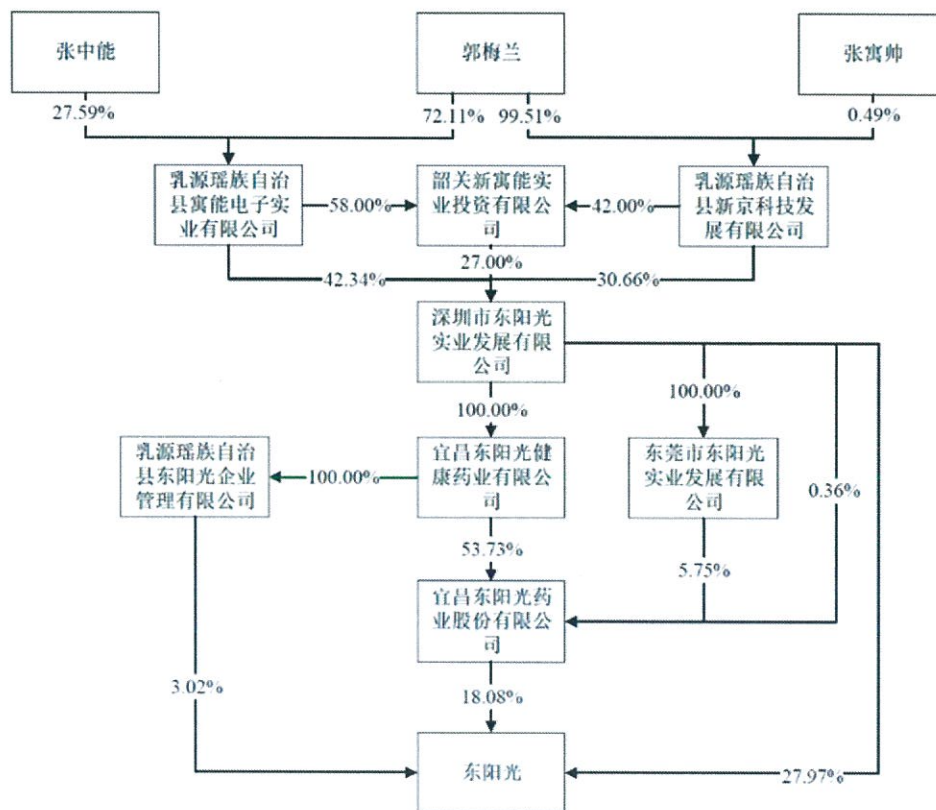 张中能
郭梅兰
张寓帅
27.59%
72.11%
99.51%
0.49%
乳源瑶族自治
县寓能电子实
业有限公司
58.00%
韶关新寓能实
业投资有限公
司
42.00%
乳源瑶族自治
县新京科技发
展有限公司
27.00%
42.34%
30.66%
深圳市东阳光
实业发展有限
公司
100.00%
100.00%
乳源瑶族自治
县东阳光企业
管理有限公司
100.00%
宜昌东阳光健
康药业有限公
司
东莞市东阳光
实业发展有限
公司
0.36%
53.73%
5.75%
宜昌东阳光药
业股份有限公
司
3.02%
18.08%
东阳光
27.97%